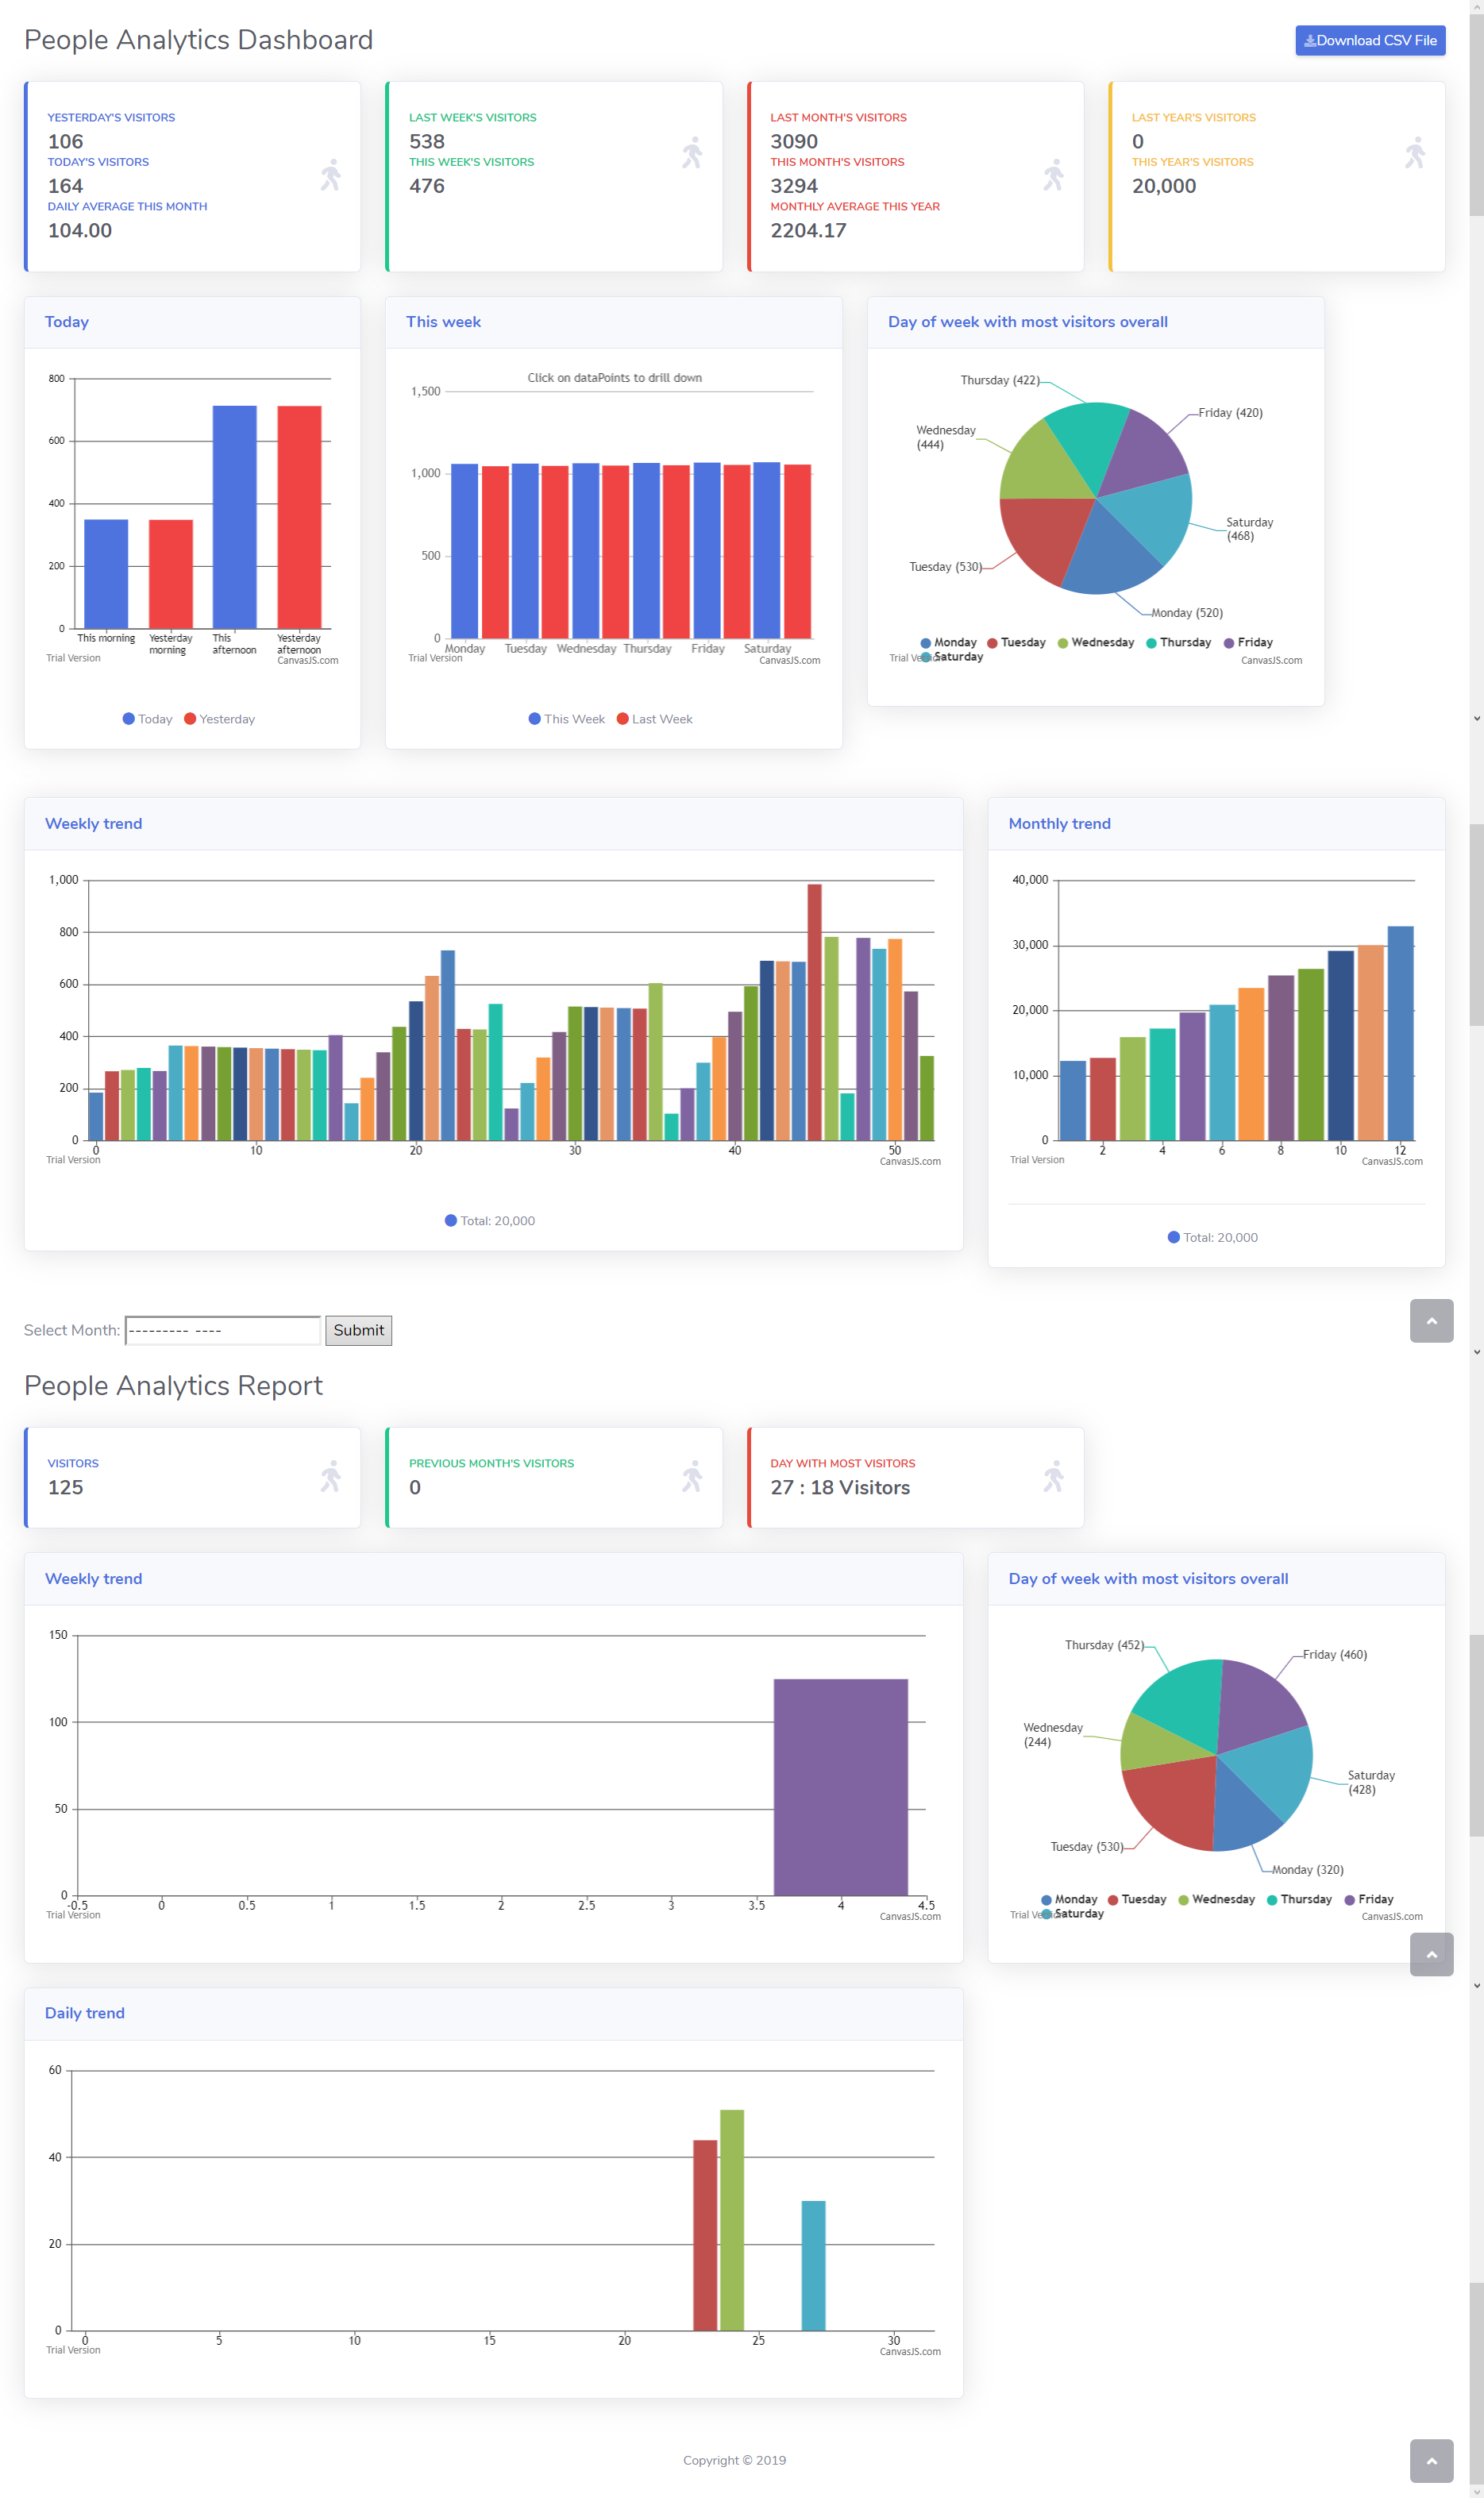 People Analytics Dashboard
Download CSV File
YESTERDAY'S VISITORS
106
TODAY'S VISITORS
164
DAILY AVERAGE THIS MONTH
104.00
LAST WEEK'S VISITORS
538
THIS WEEK'S VISITORS
476
LAST MONTH'S VISITORS
3090
THIS MONTH'S VISITORS
3294
MONTHLY AVERAGE THIS YEAR
2204.17
LAST YEAR'S VISITORS
0
THIS YEAR'S VISITORS
20,000
Today
800
600
400
200
0
This morning
Yesterday
morning
This
afternoon
Yesterday
afternoon
Trial Version
CanvasJS.com
Today Yesterday
This week
Click on dataPoints to drill down
1,500
1,000
500
0
Monday Tuesday Wednesday Thursday Friday Saturday
Trial Version
CanvasJS.com
This Week Last Week
Day of week with most visitors overall
Thursday (422)
Friday (420)
Wednesday
(444)
Saturday
(468)
Tuesday (530)
Monday (520)
Monday Tuesday Wednesday Thursday Friday
Saturday
CanvasJS.com
Weekly trend
1,000
800
600
400
200
0
0 10 20 30 40 50
Trial Version
CanvasJS.com
Total: 20,000
Monthly trend
40,000
30,000
20,000
10,000
0
2 4 6 8 10 12
Trial Version
CanvasJS.com
Total: 20,000
Select Month: --------- ---- Submit
People Analytics Report
VISITORS
125
PREVIOUS MONTH'S VISITORS
0
DAY WITH MOST VISITORS
27 : 18 Visitors
Weekly trend
150
100
50
0
-0.5 0 0.5 1 1.5 2 2.5 3 3.5 4 4.5
Trial Version
CanvasJS.com
Day of week with most visitors overall
Thursday (452)
Friday (460)
Wednesday
(244)
Saturday
(428)
Tuesday (530)
Monday (320)
Monday Tuesday Wednesday Thursday Friday
Saturday
CanvasJS.com
Daily trend
60
40
20
0
0 5 10 15 20 25 30
Trial Version
CanvasJS.com
Copyright © 2019